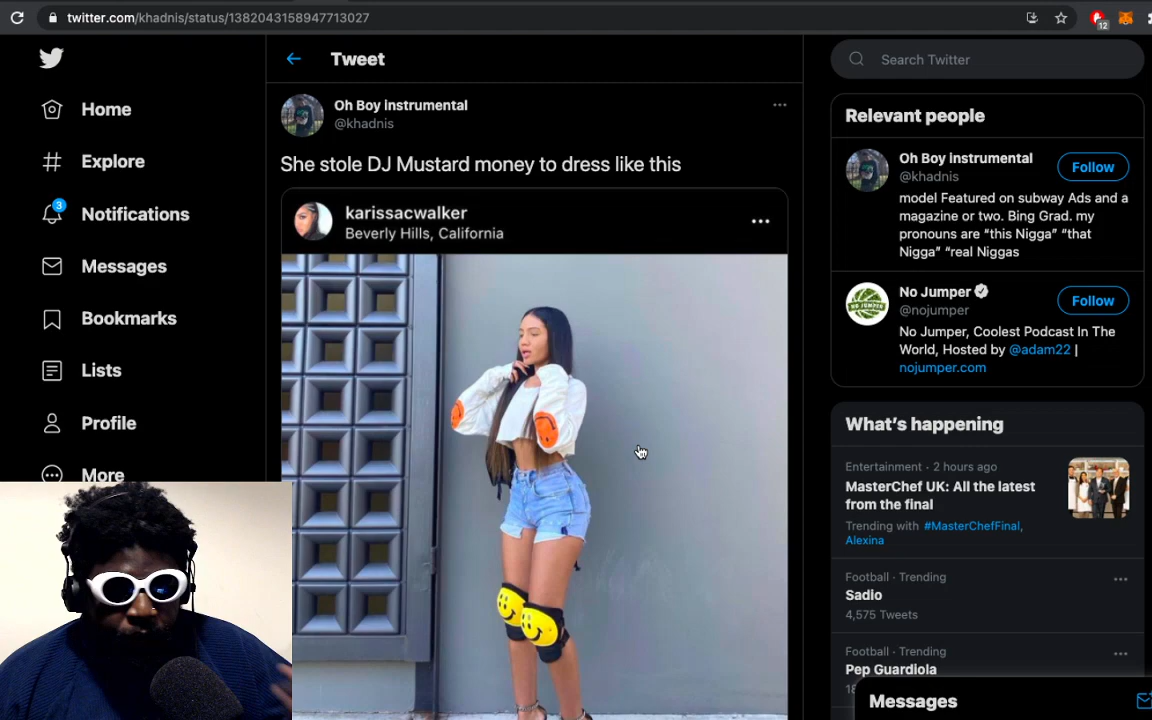 twitter.com/khadnis/status/1382043158947713027
12
Home
Explore
3
Notifications
Messages
Bookmarks
Lists
Profile
More
Tweet
Oh Boy instrumental
@khadnis
She stole DJ Mustard money to dress like this
karissacwalker
Beverly Hills, California
Search Twitter
Relevant people
Oh Boy instrumental
@khadnis
Follow
model Featured on subway Ads and a
magazine or two. Bing Grad. my
pronouns are “this Nigga” “that
Nigga” “real Niggas
No Jumper
@nojumper
Follow
No Jumper, Coolest Podcast In The
World, Hosted by @adam22 |
nojumper.com
What’s happening
Entertainment · 2 hours ago
MasterChef UK: All the latest
from the final
Trending with #MasterChefFinal,
Alexina
Football · Trending
Sadio
4,575 Tweets
Football · Trending
Pep Guardiola
Messages